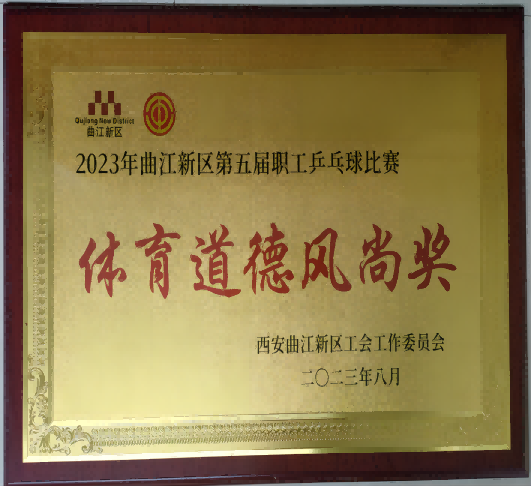 Qujiang New District
曲江新区
2023年曲江新区第五届职工乒乓球比赛
体育道德风尚奖
西安曲江新区工会工作委员会
二〇二三年八月